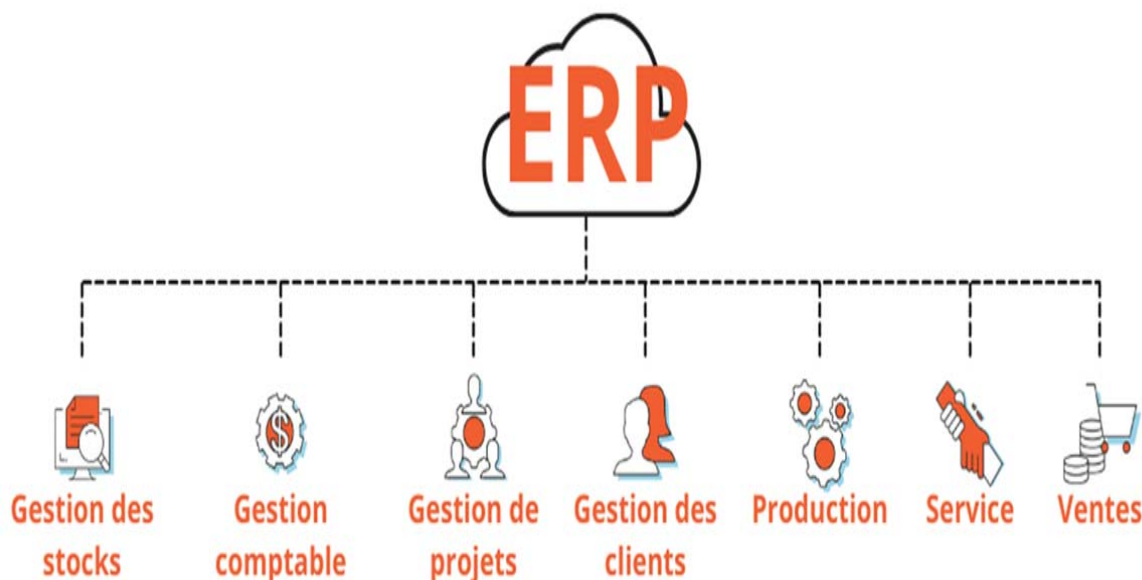 ERP
Gestion des
stocks
Gestion
comptable
Gestion de
projets
Gestion des
clients
Production
Service
Ventes